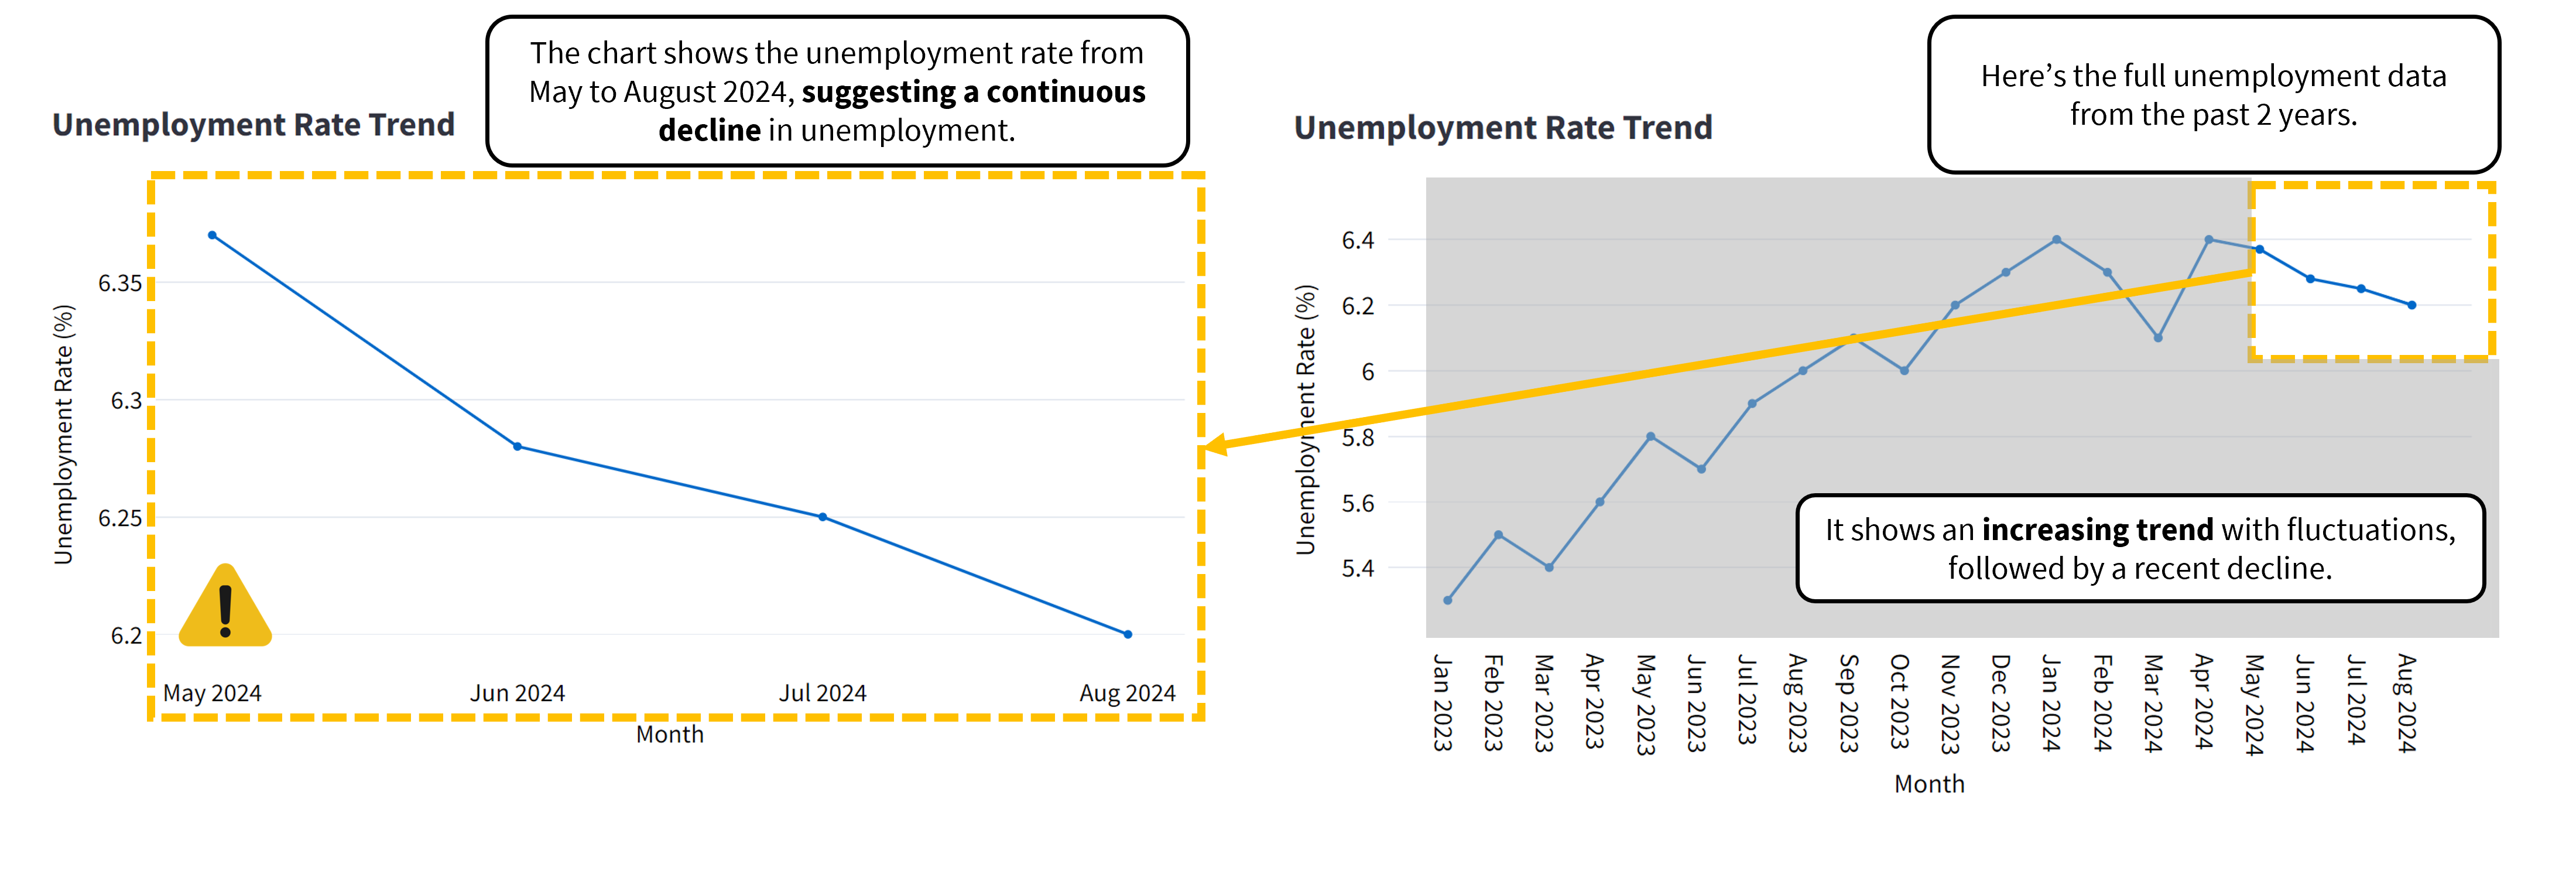 The chart shows the unemployment rate from
May to August 2024, suggesting a continuous
decline in unemployment.
Unemployment Rate Trend
6.35
6.3
6.25
6.2
Unemployment Rate (%)
May 2024
Jun 2024
Jul 2024
Aug 2024
Month
Here’s the full unemployment data
from the past 2 years.
Unemployment Rate Trend
6.4
6.2
6
5.8
5.6
5.4
Unemployment Rate (%)
It shows an increasing trend with fluctuations,
followed by a recent decline.
Jan 2023
Feb 2023
Mar 2023
Apr 2023
May 2023
Jun 2023
Jul 2023
Aug 2023
Sep 2023
Oct 2023
Nov 2023
Dec 2023
Jan 2024
Feb 2024
Mar 2024
Apr 2024
May 2024
Jun 2024
Jul 2024
Aug 2024
Month